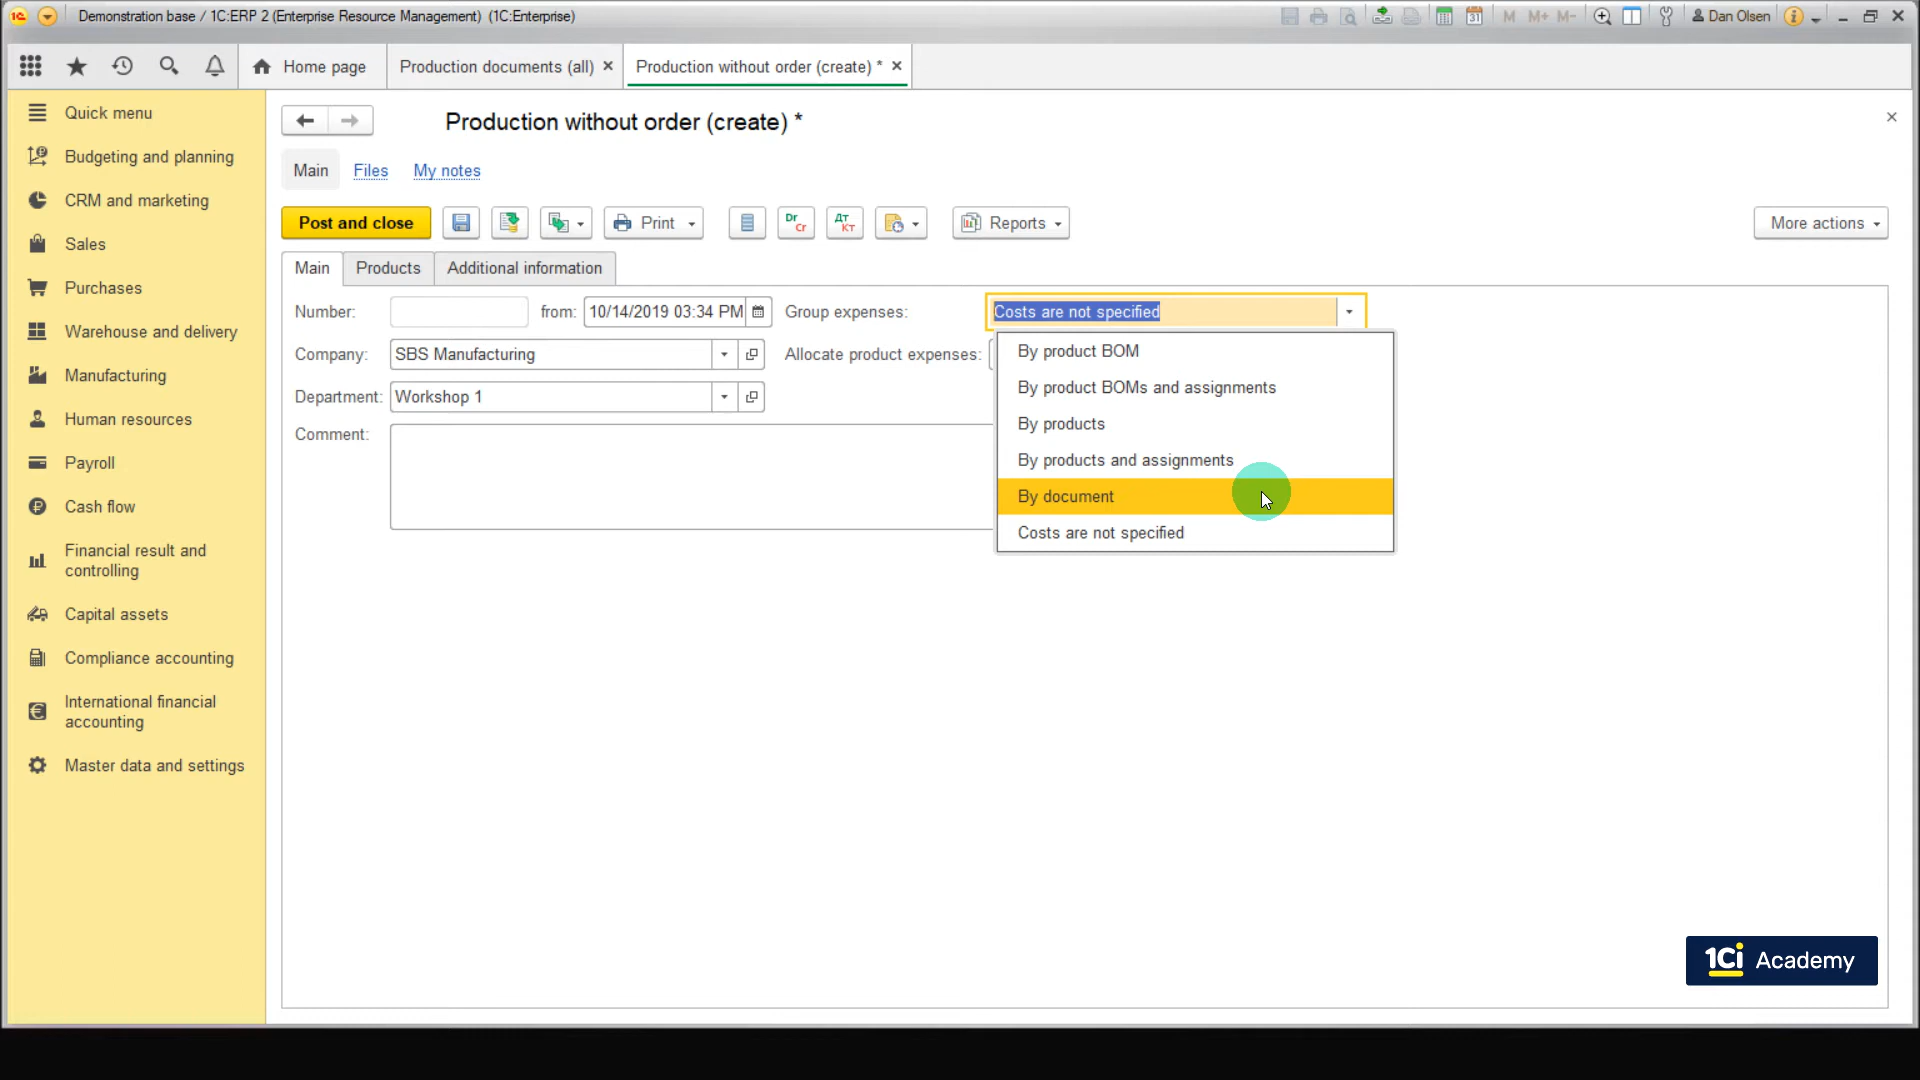 Demonstration base / 1C:ERP 2 (Enterprise Resource Management) (1C:Enterprise)
M M+ M-
Dan Olsen
Home page
Production documents (all)
Production without order (create) *
Quick menu
Budgeting and planning
CRM and marketing
Sales
Purchases
Warehouse and delivery
Manufacturing
Human resources
Payroll
Cash flow
Financial result and
controlling
Capital assets
Compliance accounting
International financial
accounting
Master data and settings
Production without order (create) *
Main Files My notes
Post and close
Print
Dr
Cr
Дт
Кт
Reports
More actions
Main Products Additional information
Number: from: 10/14/2019 03:34 PM Group expenses: Costs are not specified
Company: SBS Manufacturing Allocate product expenses:
Department: Workshop 1
Comment:
By product BOM
By product BOMs and assignments
By products
By products and assignments
By document
Costs are not specified
1Ci Academy